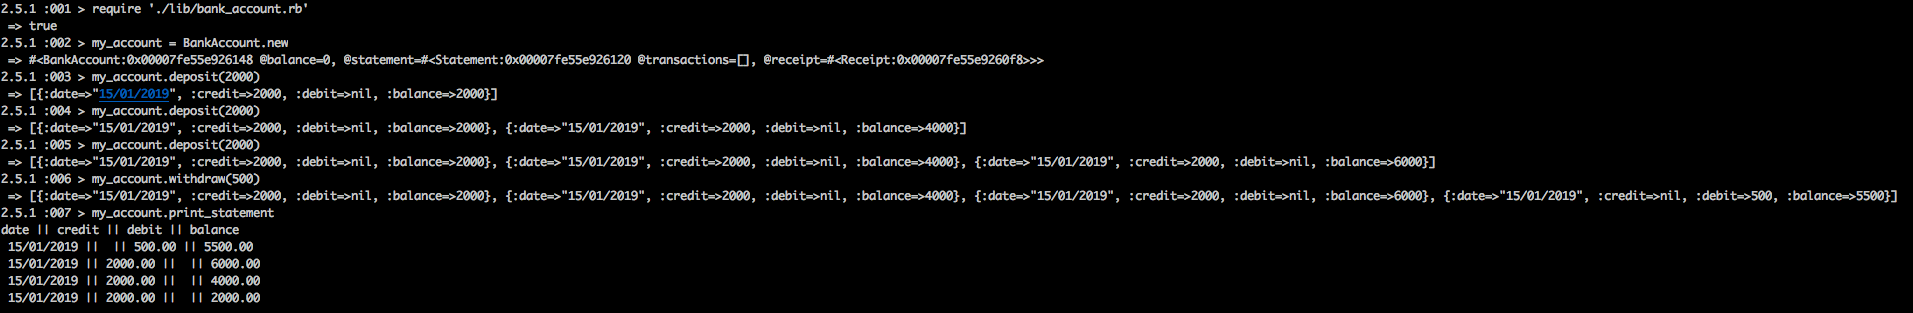 2.5.1 :001 > require './lib/bank_account.rb'
 => true
2.5.1 :002 > my_account = BankAccount.new
 => #<BankAccount:0x00007fe55e926148 @balance=0, @statement=#<Statement:0x00007fe55e926120 @transactions=[], @receipt=#<Receipt:0x00007fe55e9260f8>>>
2.5.1 :003 > my_account.deposit(2000)
 => [{:date=>"15/01/2019", :credit=>2000, :debit=>nil, :balance=>2000}]
2.5.1 :004 > my_account.deposit(2000)
 => [{:date=>"15/01/2019", :credit=>2000, :debit=>nil, :balance=>2000}, {:date=>"15/01/2019", :credit=>2000, :debit=>nil, :balance=>4000}]
2.5.1 :005 > my_account.deposit(2000)
 => [{:date=>"15/01/2019", :credit=>2000, :debit=>nil, :balance=>2000}, {:date=>"15/01/2019", :credit=>2000, :debit=>nil, :balance=>4000}, {:date=>"15/01/2019", :credit=>2000, :debit=>nil, :balance=>6000}]
2.5.1 :006 > my_account.withdraw(500)
 => [{:date=>"15/01/2019", :credit=>2000, :debit=>nil, :balance=>2000}, {:date=>"15/01/2019", :credit=>2000, :debit=>nil, :balance=>4000}, {:date=>"15/01/2019", :credit=>2000, :debit=>nil, :balance=>6000}, {:date=>"15/01/2019", :credit=>nil, :debit=>500, :balance=>5500}]
2.5.1 :007 > my_account.print_statement
date || credit || debit || balance
 15/01/2019 ||  || 500.00 || 5500.00
 15/01/2019 || 2000.00 ||  || 6000.00
 15/01/2019 || 2000.00 ||  || 4000.00
 15/01/2019 || 2000.00 ||  || 2000.00